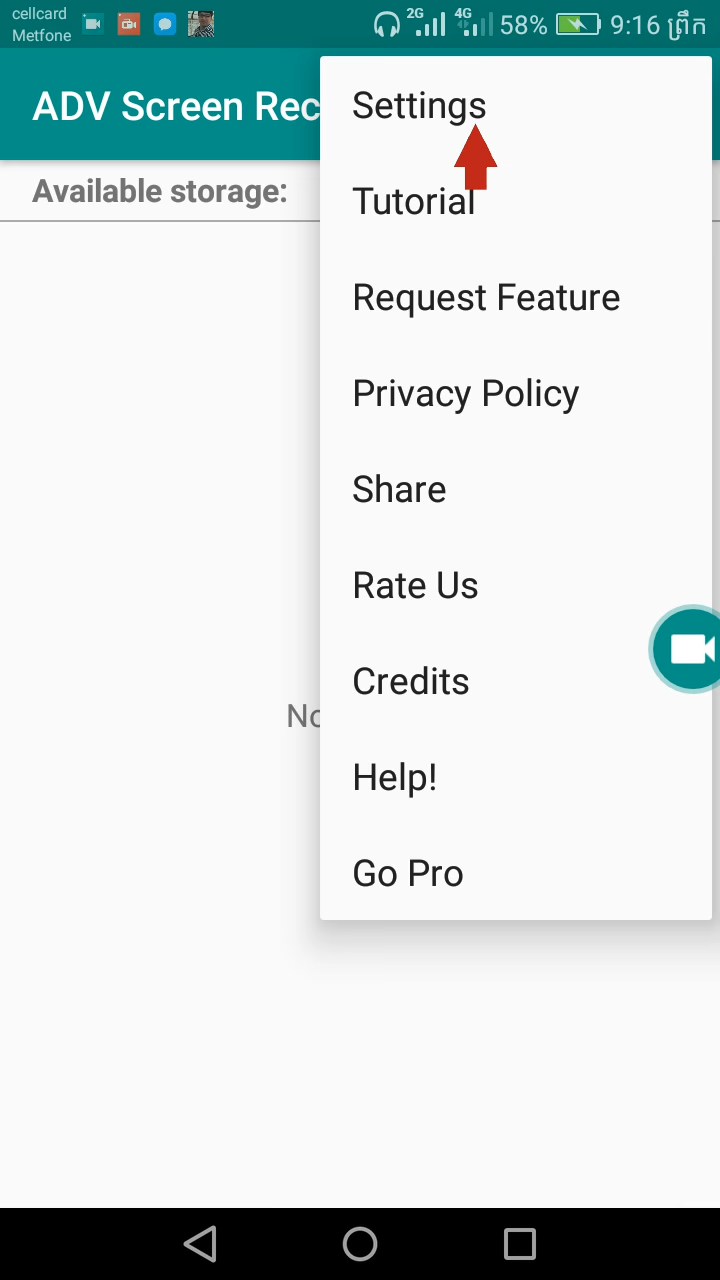 cellcard
Metfone
2G
4G
58%
9:16 ព្រឹក
ADV Screen Rec
Available storage:
No
Settings
Tutorial
Request Feature
Privacy Policy
Share
Rate Us
Credits
Help!
Go Pro